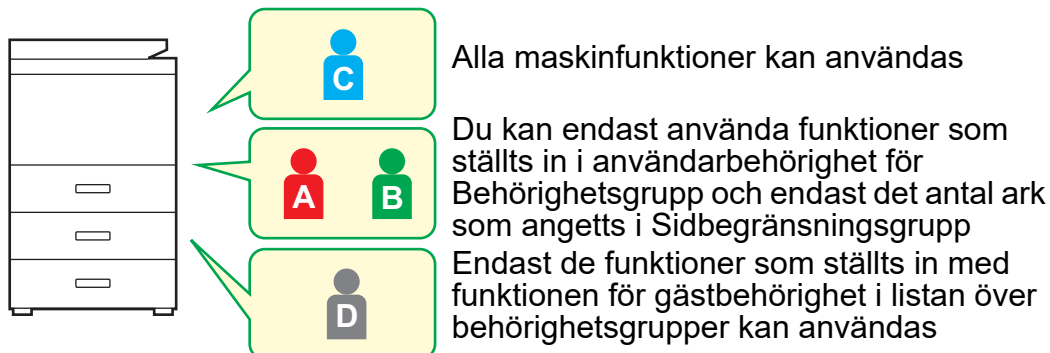 C
Alla maskinfunktioner kan användas
A B
Du kan endast använda funktioner som
ställts in i användarbehörighet för
Behörighetsgrupp och endast det antal ark
som angetts i Sidbegränsningsgrupp
D
Endast de funktioner som ställts in med
funktionen för gästbehörighet i listan över
behörighetsgrupper kan användas